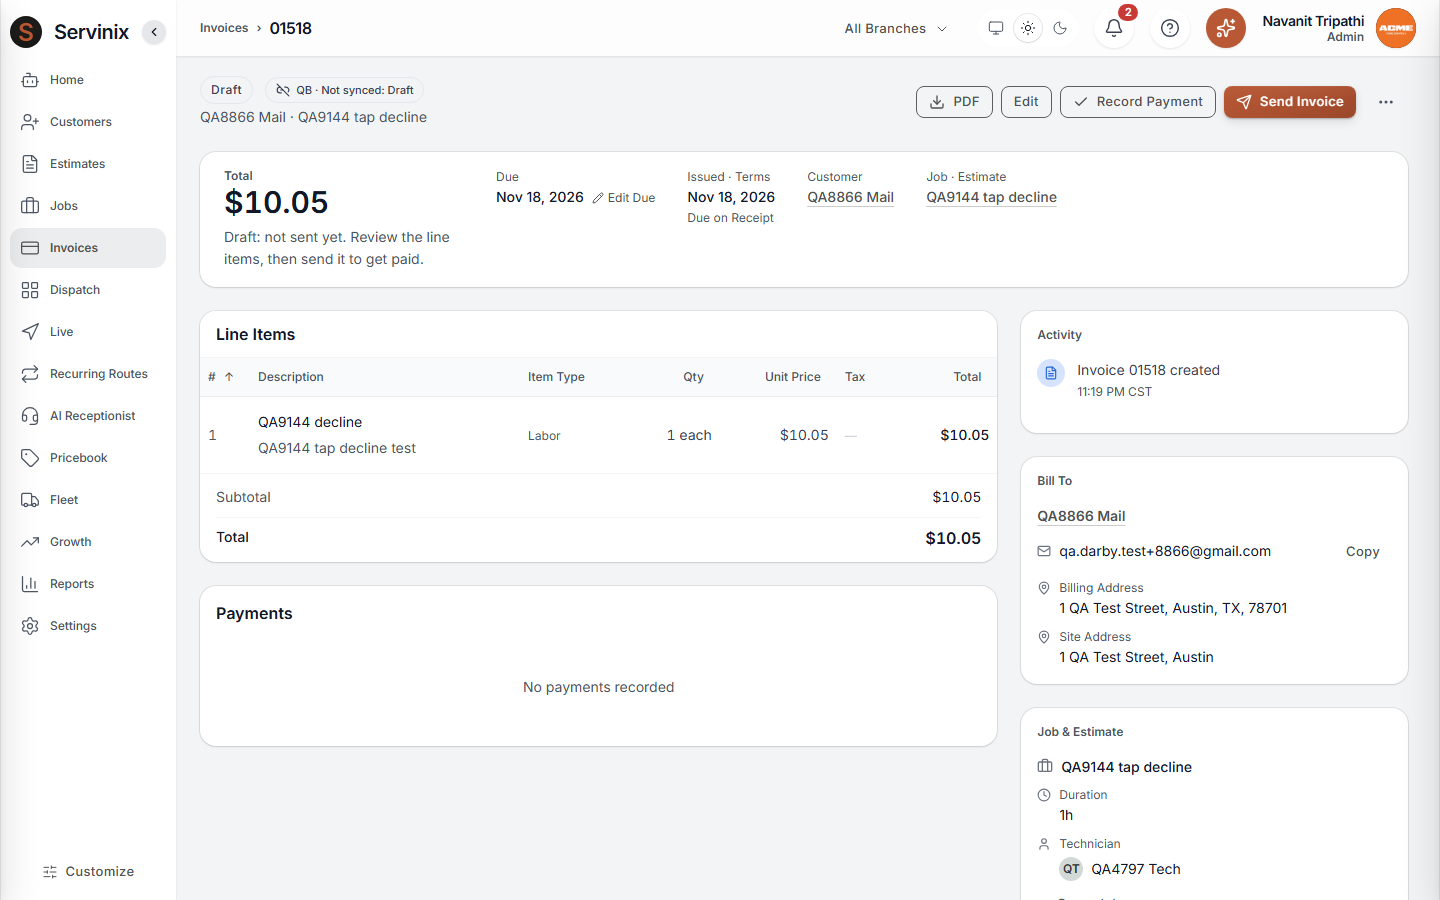 Servinix
Home
Customers
Estimates
Jobs
Invoices
Dispatch
Live
Recurring Routes
AI Receptionist
Pricebook
Fleet
Growth
Reports
Settings
Customize
Invoices › 01518
All Branches
2
Navanit Tripathi
Admin
ACME
Draft
QB · Not synced: Draft
QA8866 Mail · QA9144 tap decline
PDF
Edit
Record Payment
Send Invoice
Total
$10.05
Draft: not sent yet. Review the line
items, then send it to get paid.
Due
Nov 18, 2026 Edit Due
Issued · Terms
Nov 18, 2026
Due on Receipt
Customer
QA8866 Mail
Job · Estimate
QA9144 tap decline
Line Items
# ↑ Description Item Type Qty Unit Price Tax Total
1 QA9144 decline Labor 1 each $10.05 — $10.05
QA9144 tap decline test
Subtotal $10.05
Total $10.05
Payments
No payments recorded
Activity
Invoice 01518 created
11:19 PM CST
Bill To
QA8866 Mail
qa.darby.test+8866@gmail.com Copy
Billing Address
1 QA Test Street, Austin, TX, 78701
Site Address
1 QA Test Street, Austin
Job & Estimate
QA9144 tap decline
Duration
1h
Technician
QT QA4797 Tech